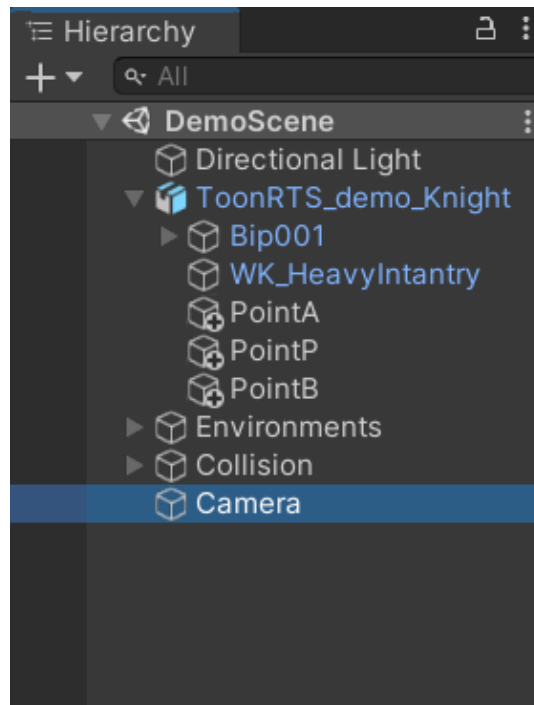 Hierarchy
All
DemoScene
Directional Light
ToonRTS_demo_Knight
Bip001
WK_HeavyIntantry
PointA
PointP
PointB
Environments
Collision
Camera